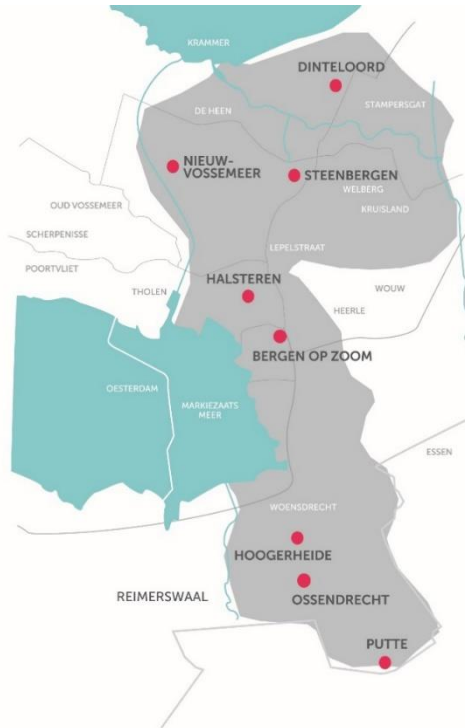 KRAMMER
DINTELOORD
DE HEEN
STAMPERSGAT
NIEUW-
VOSSEMEER
STEENBERGEN
WELBERG
OUD VOSSEMEER
KRUISLAND
SCHERPENISSE
LEPELSTRAAT
POORTVLIET
HALSTEREN
THOLEN
WOUW
HEERLE
BERGEN OP ZOOM
OESTERDAM
MARKIEZAATS
MEER
ESSEN
WOENSDRECHT
HOOGERHEIDE
REIMERSWAAL
OSSENDRECHT
PUTTE